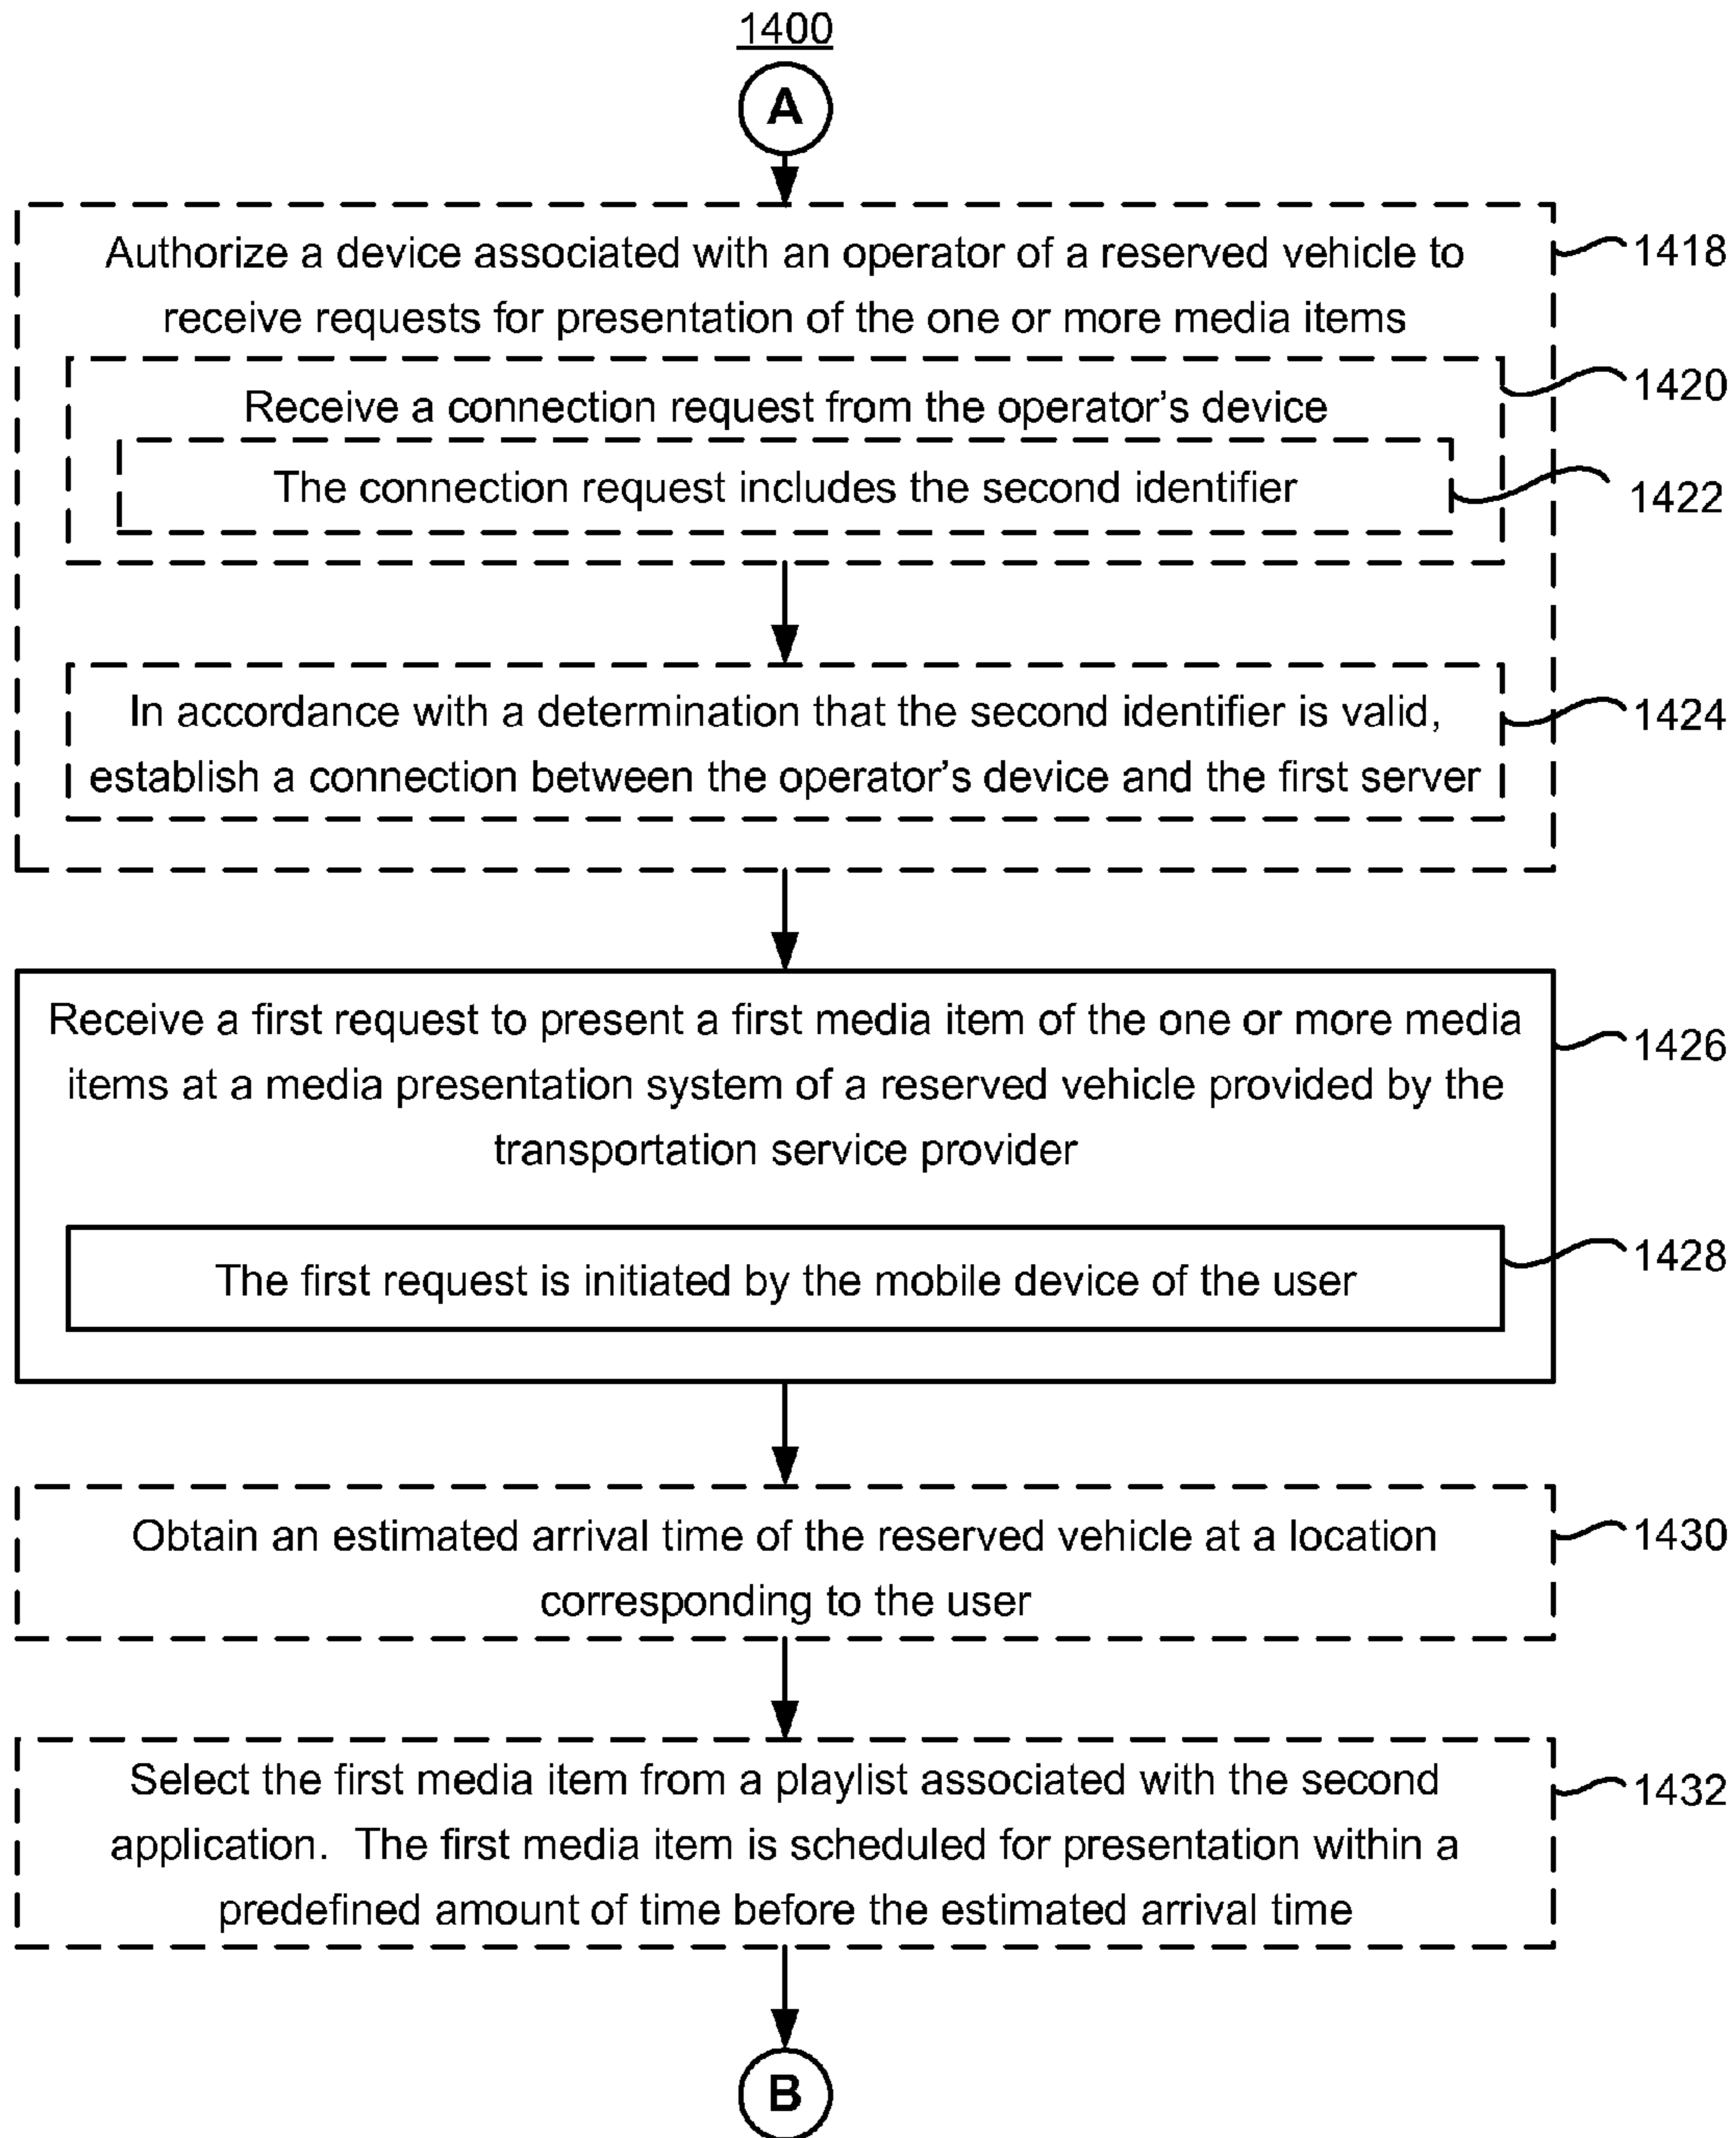 1400
A
Authorize a device associated with an operator of a reserved vehicle to
receive requests for presentation of the one or more media items
1418
Receive a connection request from the operator's device
1420
The connection request includes the second identifier
1422
In accordance with a determination that the second identifier is valid,
establish a connection between the operator's device and the first server
1424
Receive a first request to present a first media item of the one or more media
items at a media presentation system of a reserved vehicle provided by the
transportation service provider
1426
The first request is initiated by the mobile device of the user
1428
Obtain an estimated arrival time of the reserved vehicle at a location
corresponding to the user
1430
Select the first media item from a playlist associated with the second
application.  The first media item is scheduled for presentation within a
predefined amount of time before the estimated arrival time
1432
B